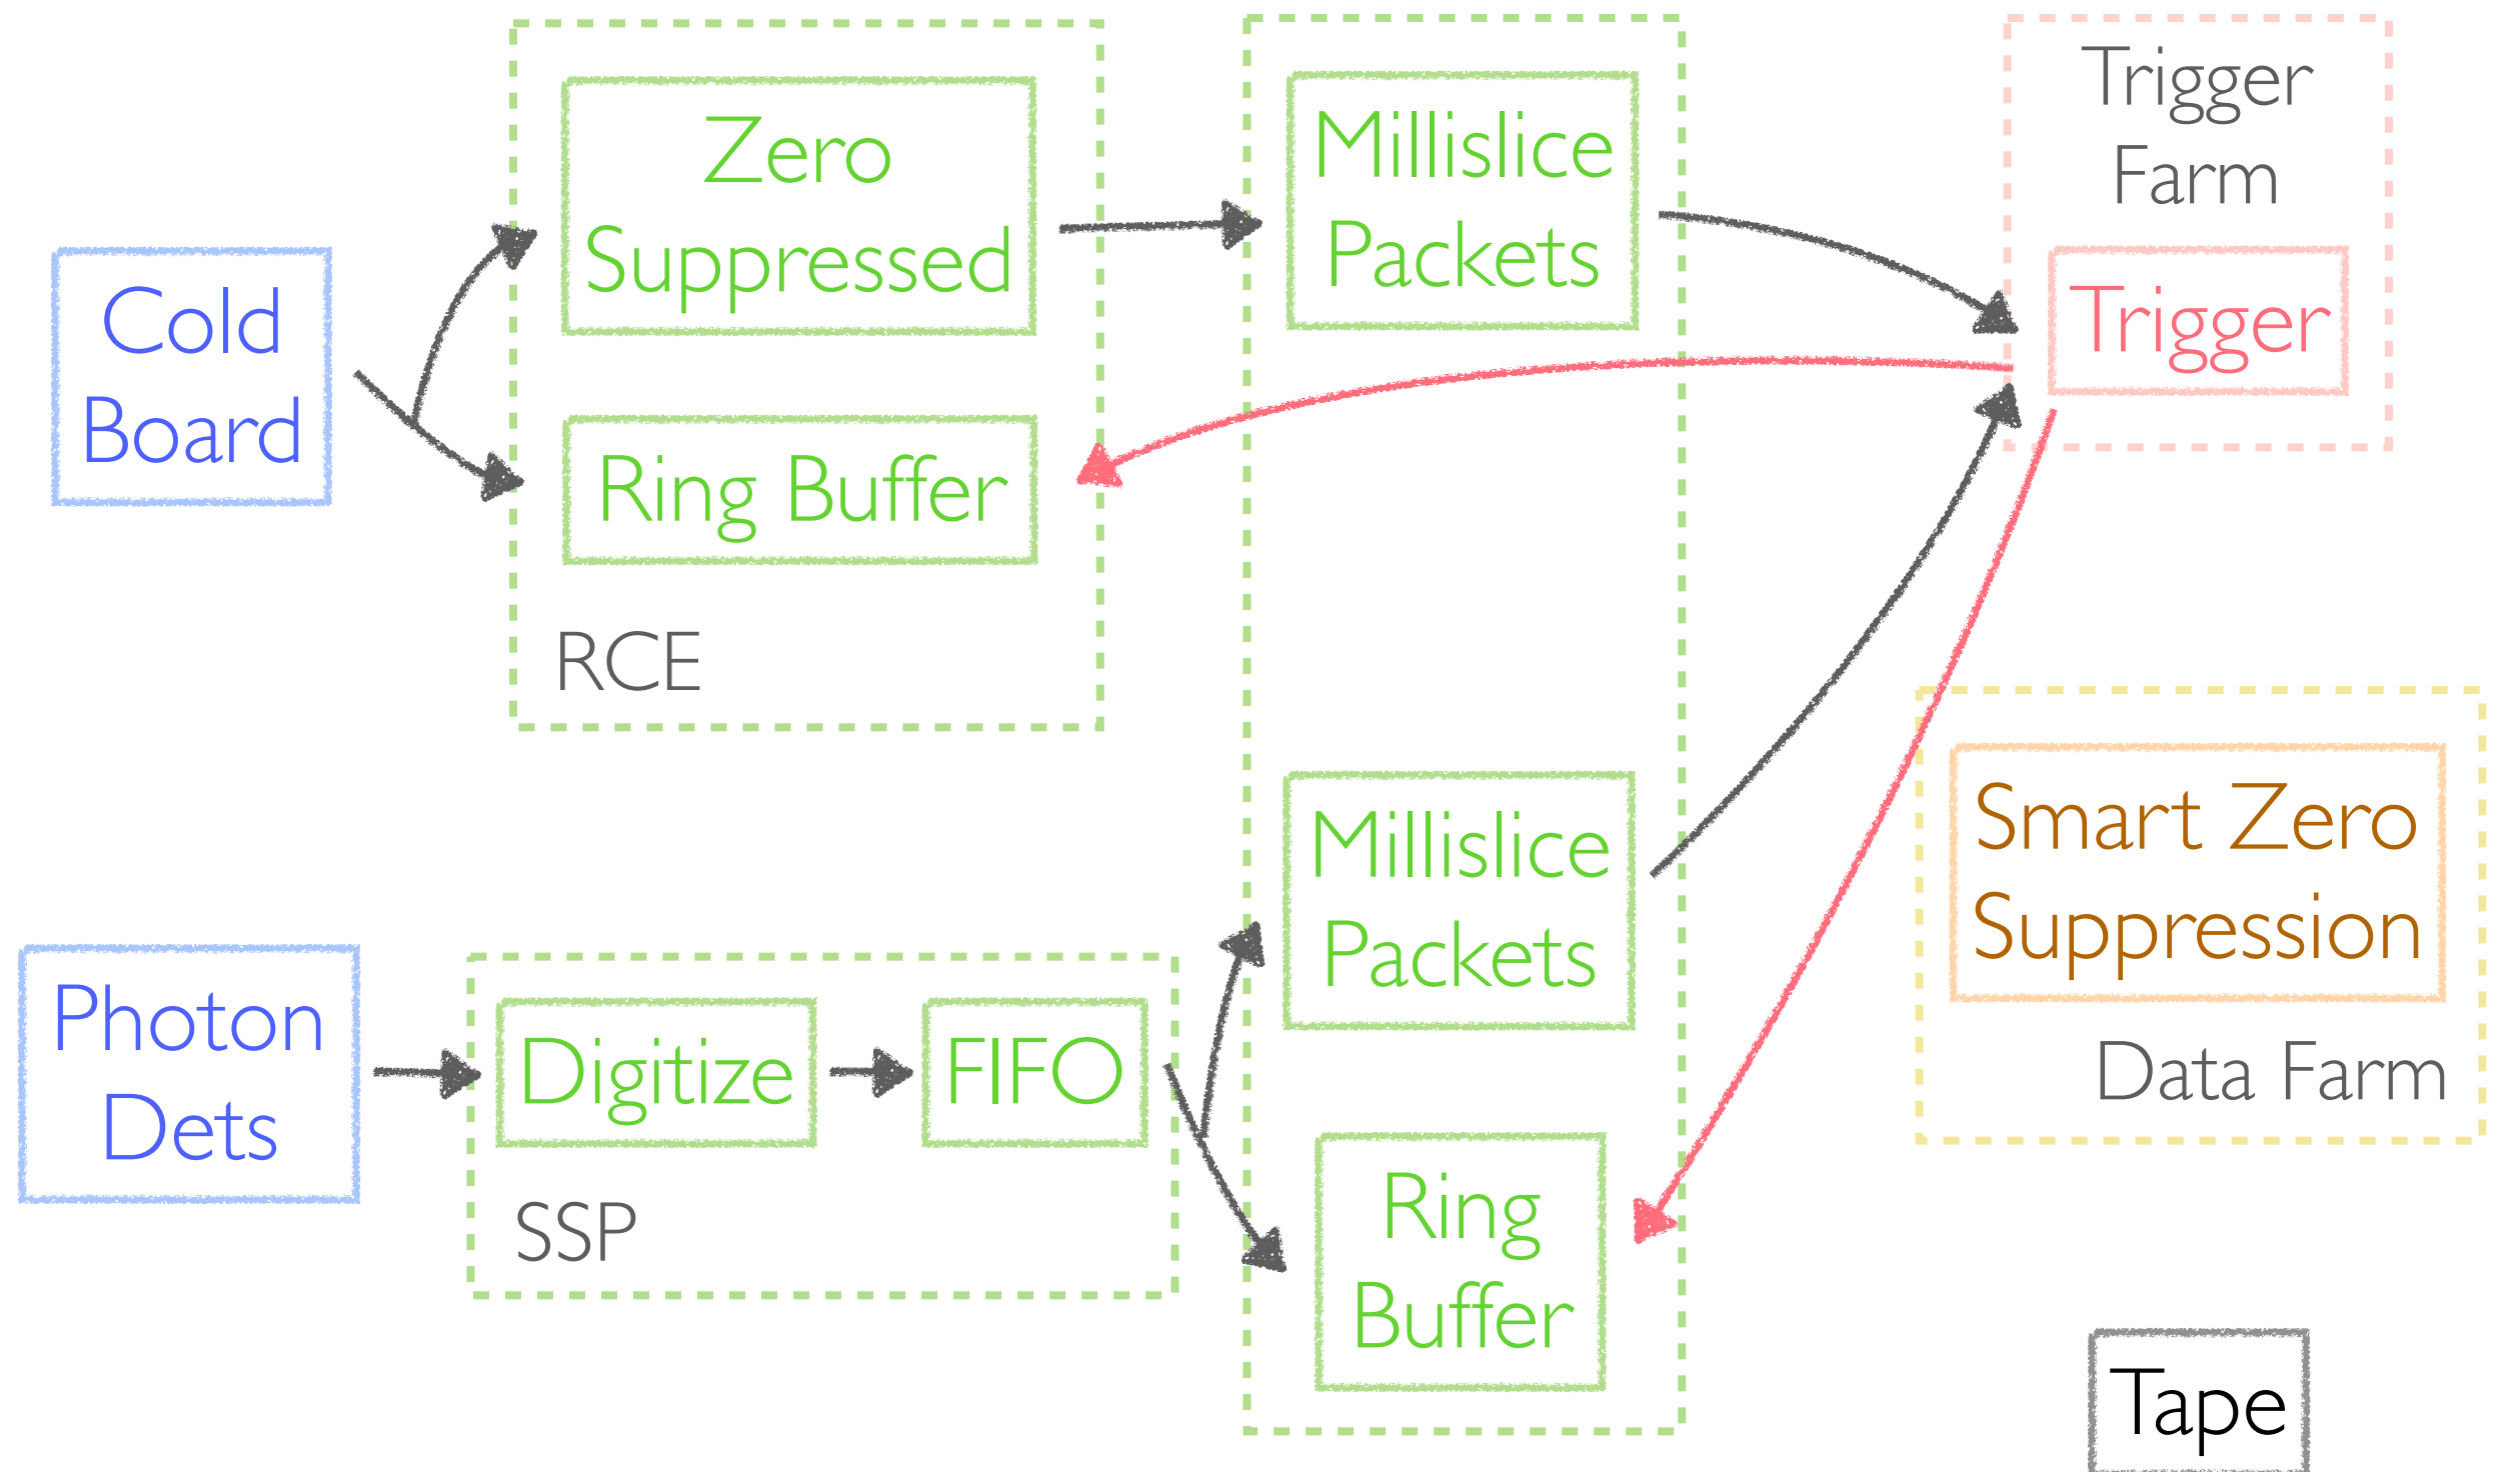 Cold
Board
Zero
Suppressed
Ring Buffer
RCE
Millislice
Packets
Trigger
Farm
Trigger
Photon
Dets
Digitize
FIFO
SSP
Millislice
Packets
Ring
Buffer
Smart Zero
Suppression
Data Farm
Tape